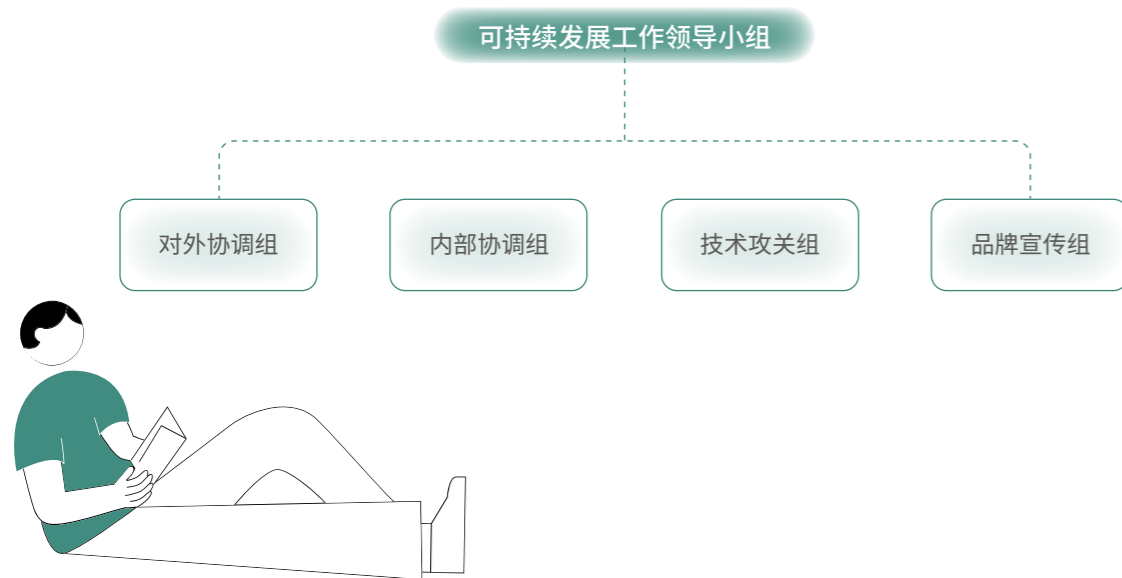 可持续发展工作领导小组
对外协调组
内部协调组
技术攻关组
品牌宣传组